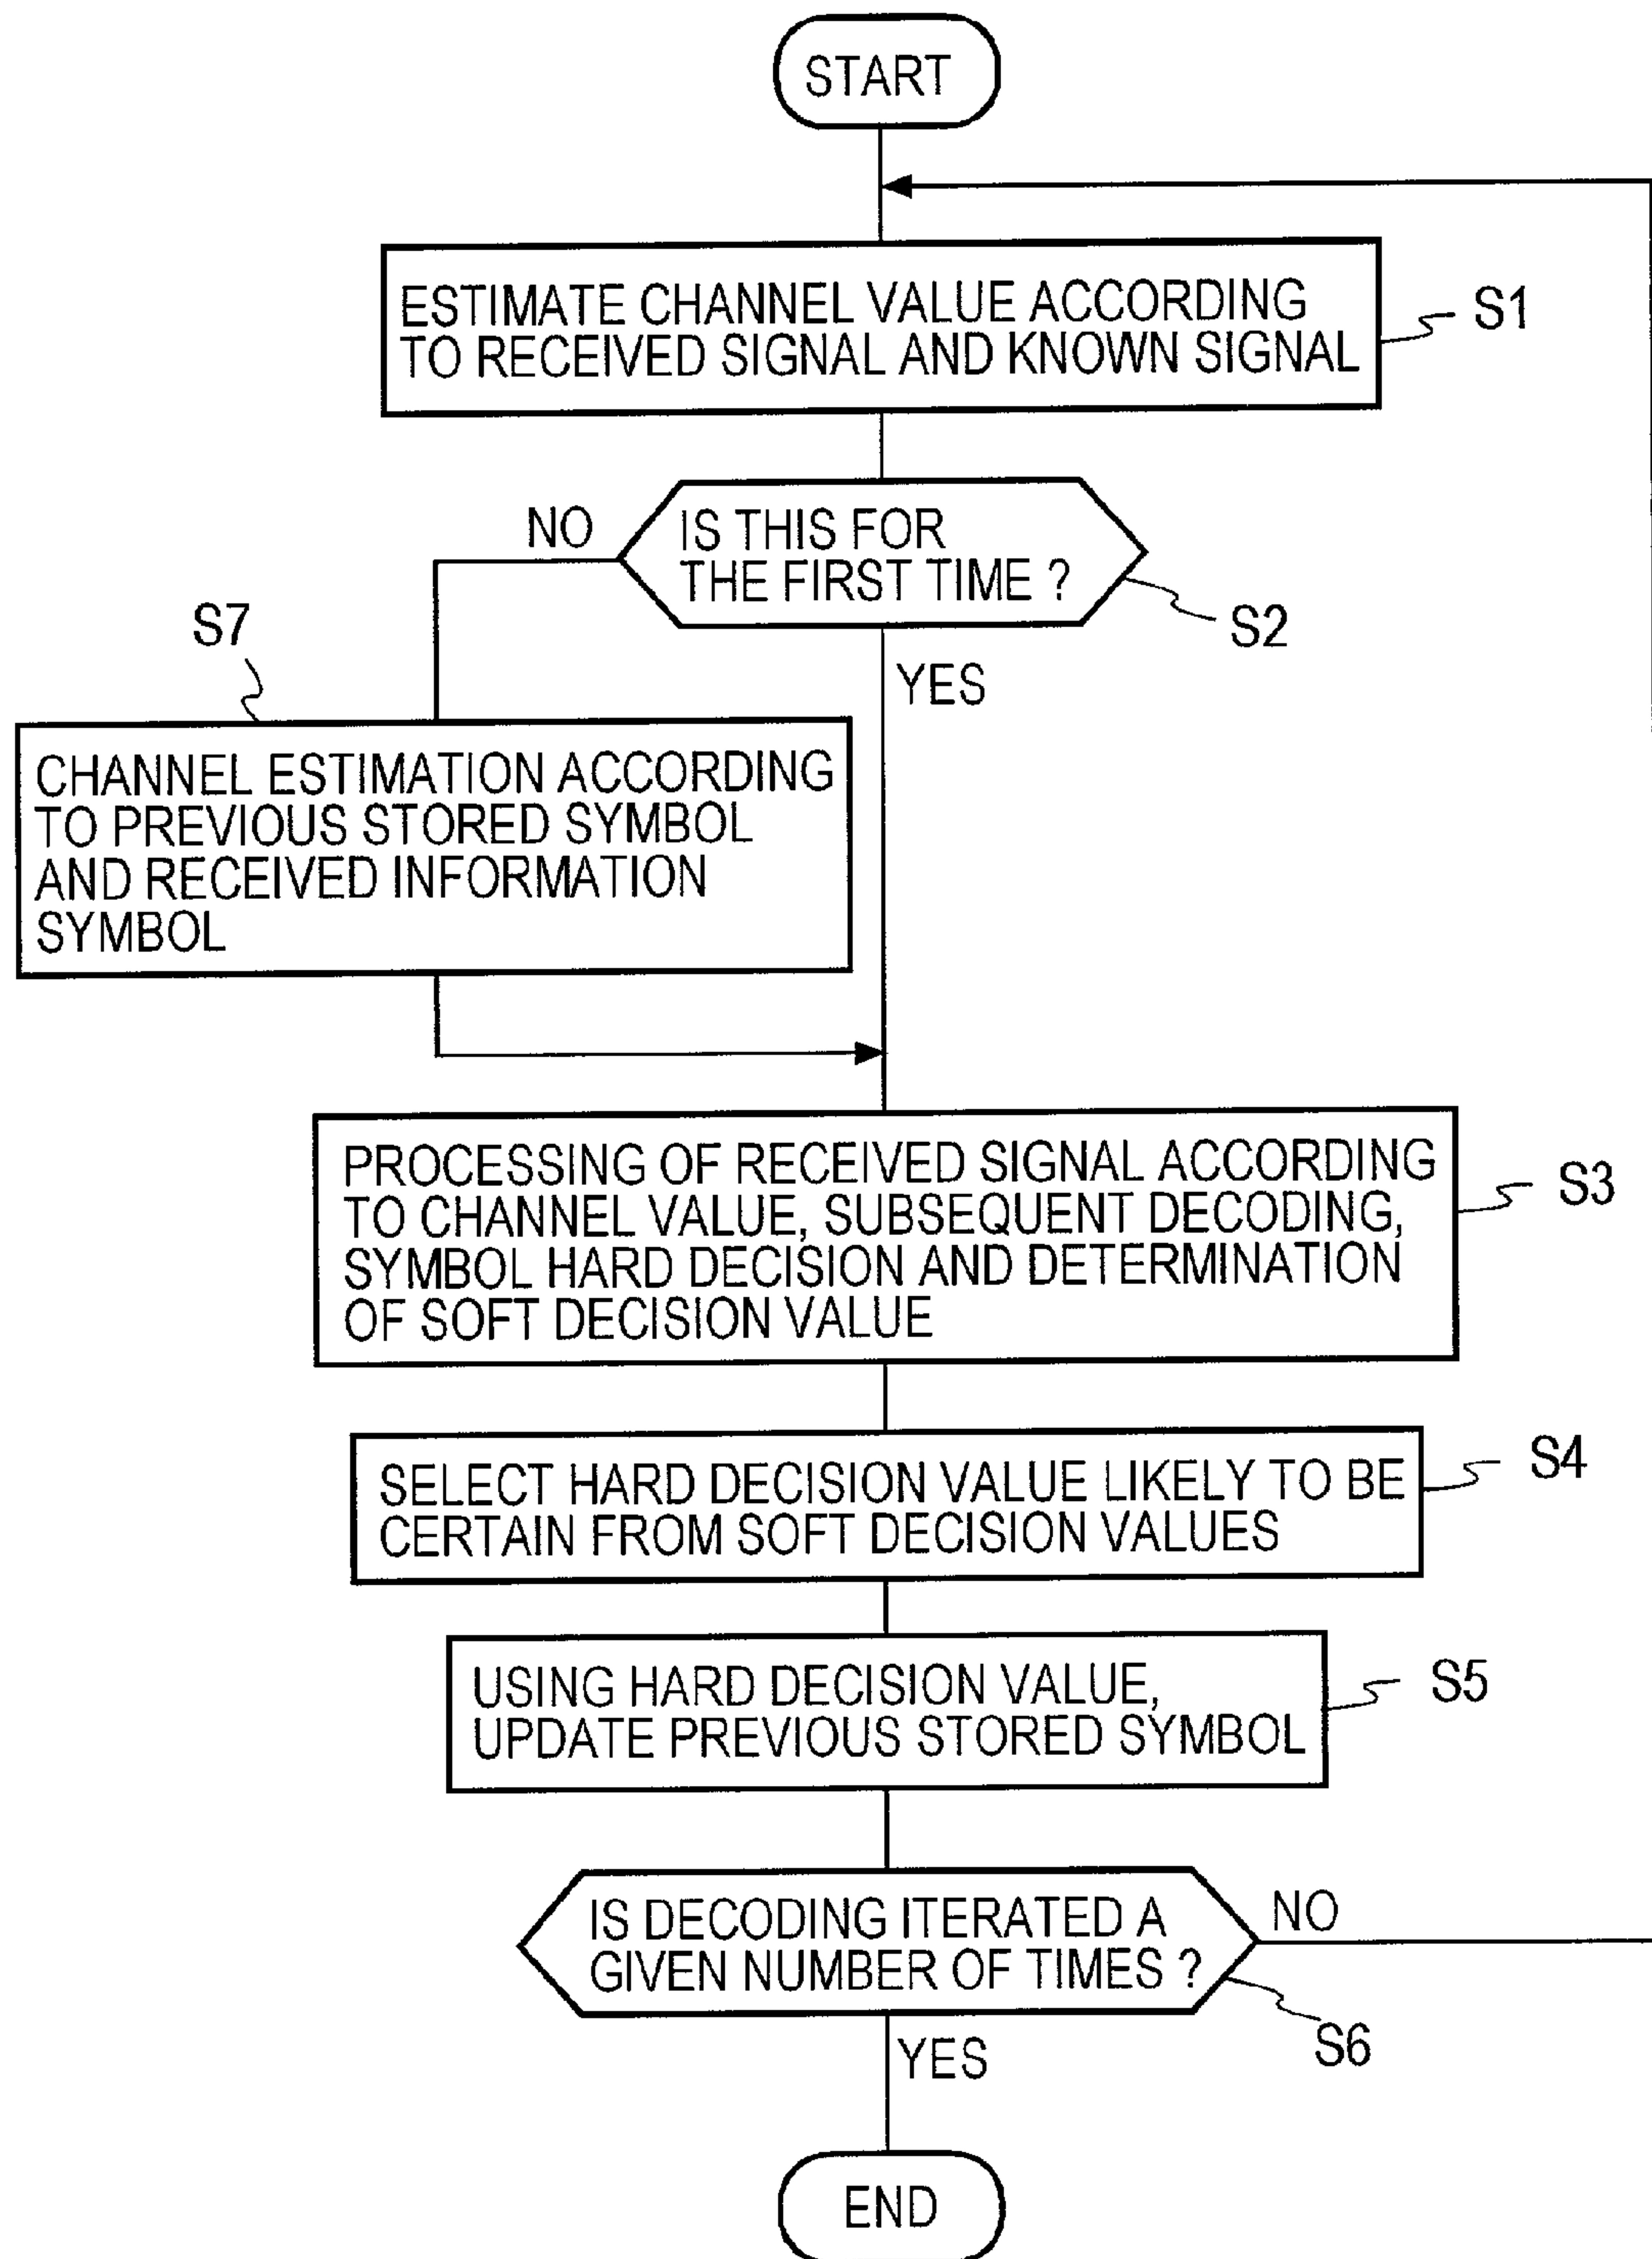 START
ESTIMATE CHANNEL VALUE ACCORDING
TO RECEIVED SIGNAL AND KNOWN SIGNAL
S1
NO
IS THIS FOR
THE FIRST TIME ?
S2
YES
S7
CHANNEL ESTIMATION ACCORDING
TO PREVIOUS STORED SYMBOL
AND RECEIVED INFORMATION
SYMBOL
PROCESSING OF RECEIVED SIGNAL ACCORDING
TO CHANNEL VALUE, SUBSEQUENT DECODING,
SYMBOL HARD DECISION AND DETERMINATION
OF SOFT DECISION VALUE
S3
SELECT HARD DECISION VALUE LIKELY TO BE
CERTAIN FROM SOFT DECISION VALUES
S4
USING HARD DECISION VALUE,
UPDATE PREVIOUS STORED SYMBOL
S5
IS DECODING ITERATED A
GIVEN NUMBER OF TIMES ?
NO
S6
YES
END